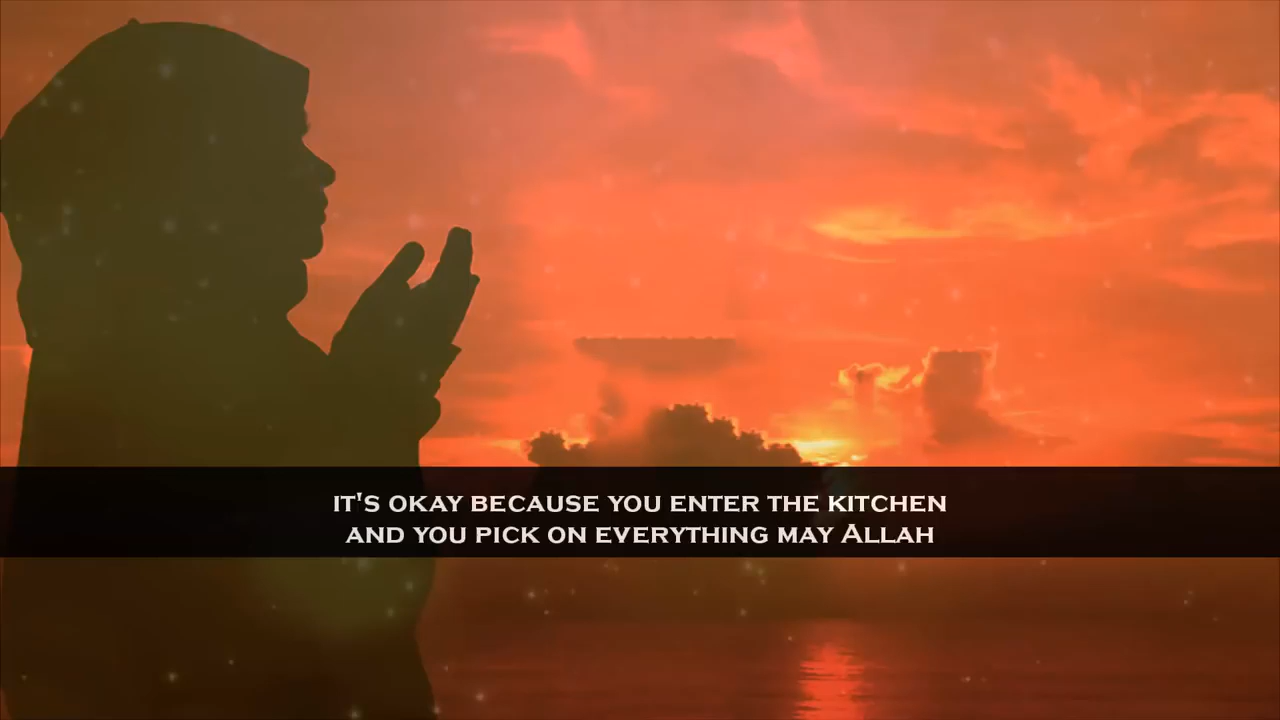 IT'S OKAY BECAUSE YOU ENTER THE KITCHEN
AND YOU PICK ON EVERYTHING MAY ALLAH